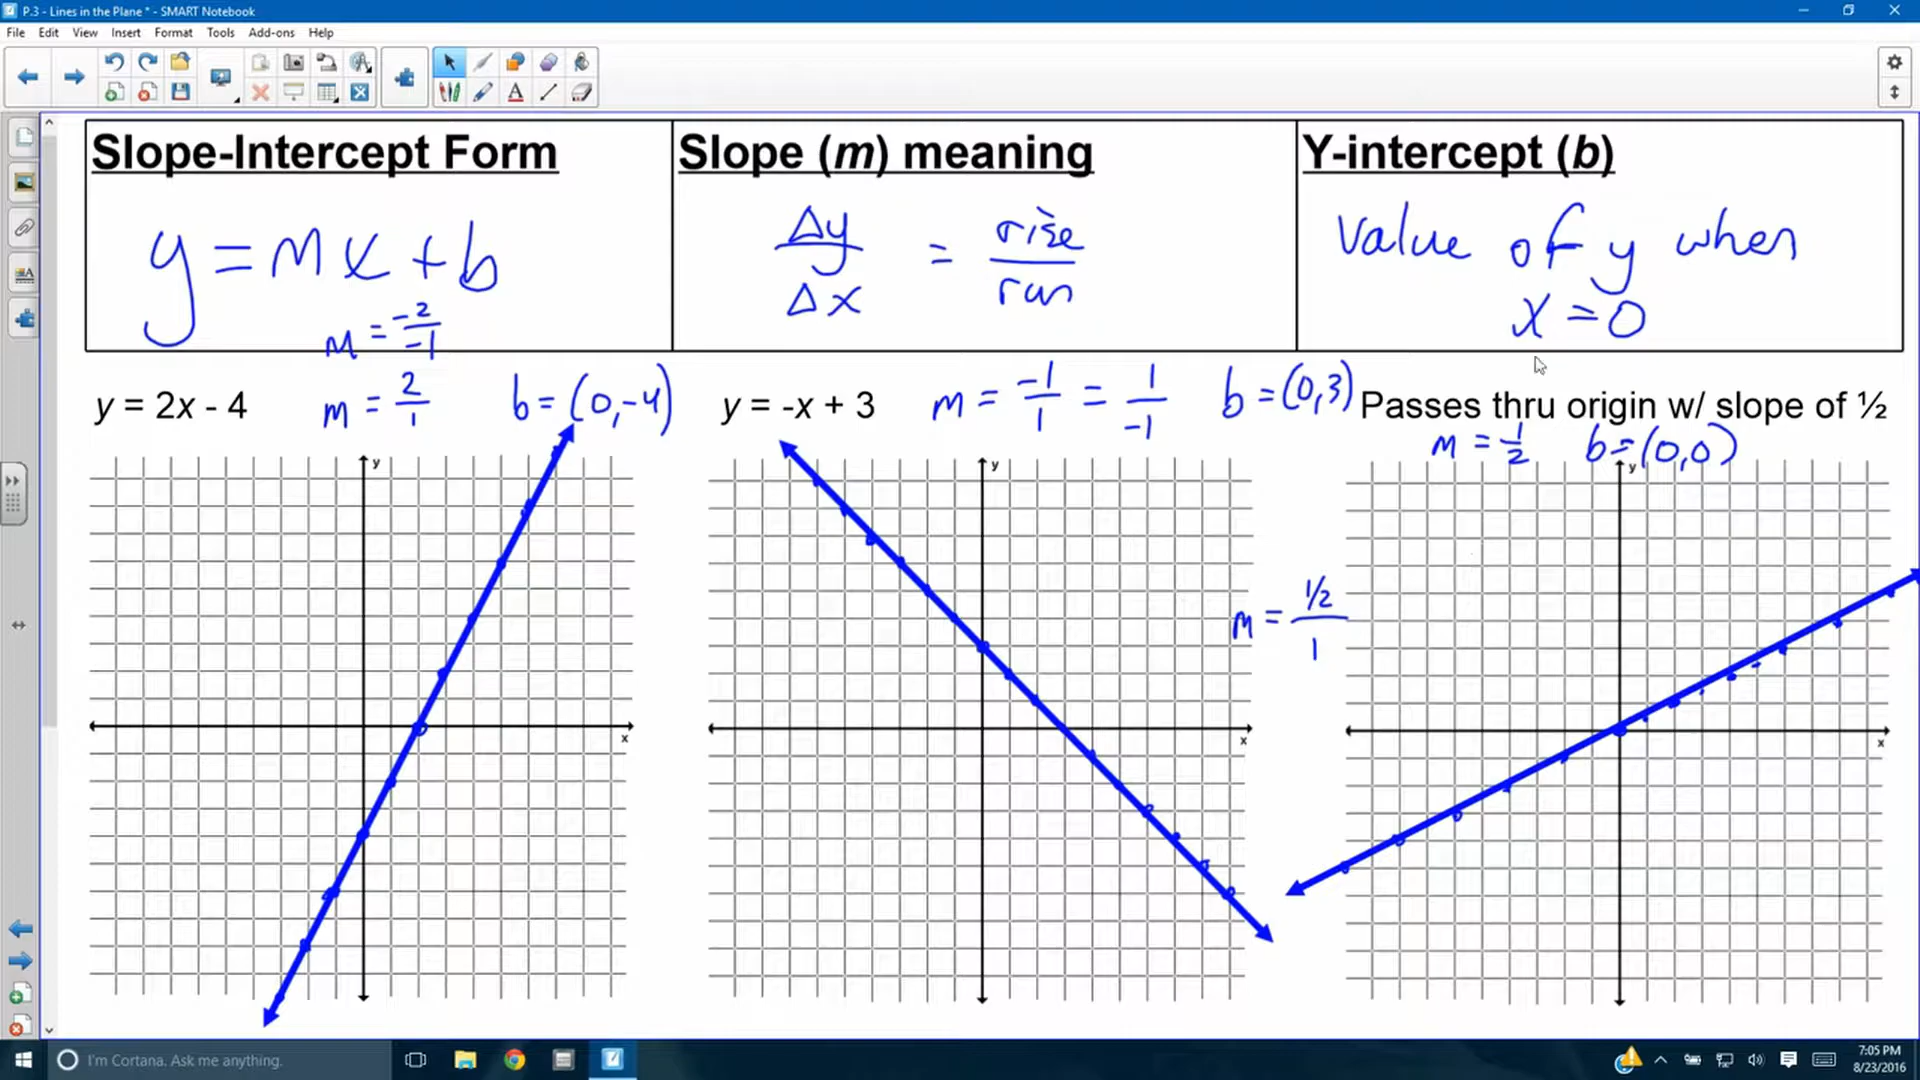 P.3 - Lines in the Plane * - SMART Notebook
File Edit View Insert Format Tools Add-ons Help
Slope-Intercept Form
y = mx + b
m = -2/-1
Slope (m) meaning
Δy/Δx = rise/run
Y-intercept (b)
Value of y when
x = 0
y = 2x - 4
m = 2/1
b = (0,-4)
y = -x + 3
m = -1/1 = 1/-1
b = (0,3)
Passes thru origin w/ slope of ½
m = 1/2
b = (0,0)
y
x
y
x
m = ½/1
y
x
I'm Cortana. Ask me anything.
7:05 PM
8/23/2016